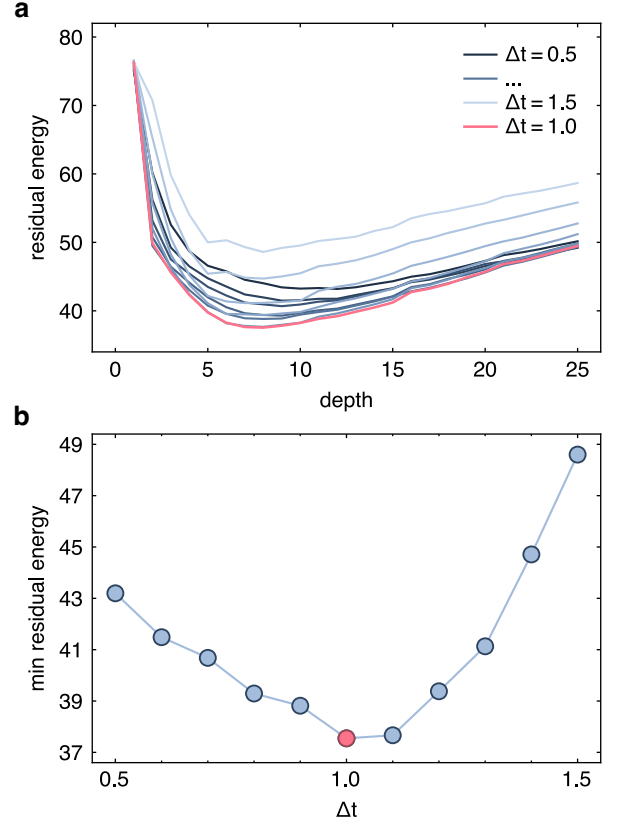 a
80
70
60
50
40
residual energy
Δt = 0.5
...
Δt = 1.5
Δt = 1.0
0 5 10 15 20 25
depth
b
49
47
45
43
41
39
37
min residual energy
0.5 1.0 1.5
Δt